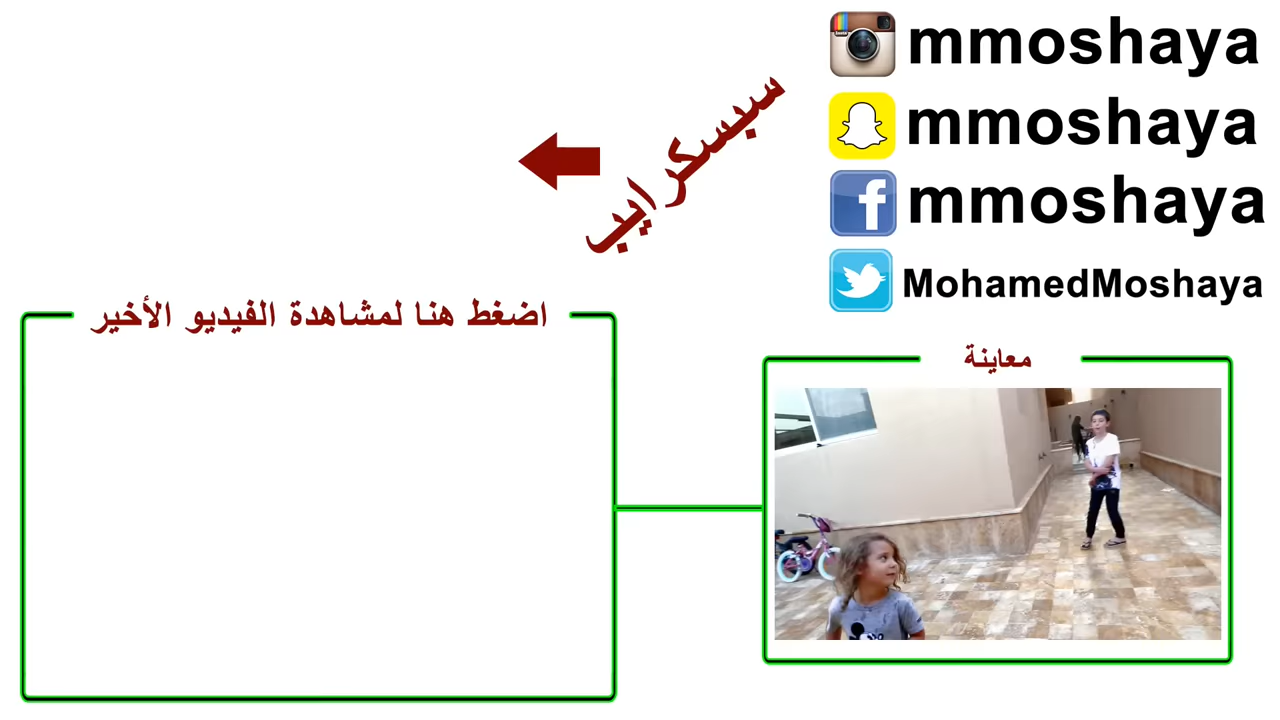 mmoshaya
mmoshaya
mmoshaya
MohamedMoshaya
سبسكرايب
اضغط هنا لمشاهدة الفيديو الأخير
معاينة